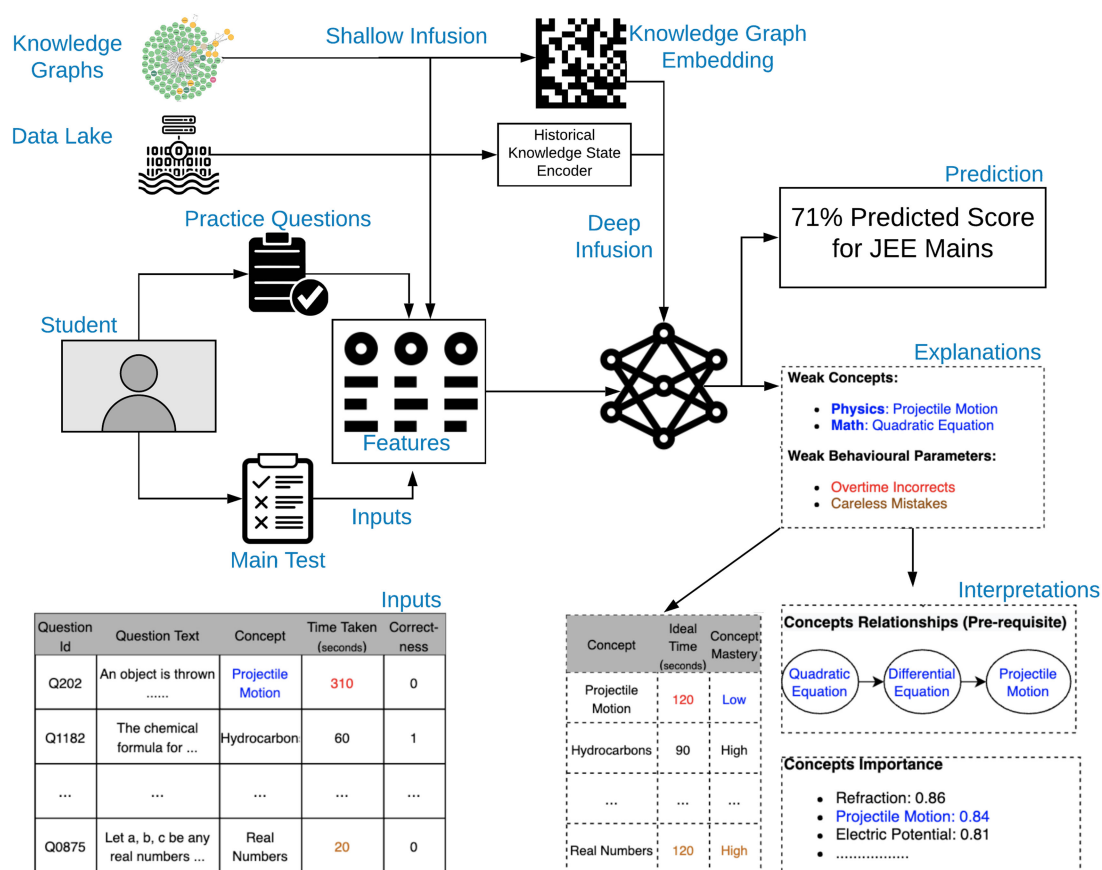 Knowledge
Graphs
Shallow Infusion
Knowledge Graph
Embedding
Data Lake
Historical
Knowledge State
Encoder
Practice Questions
Deep
Infusion
Prediction
71% Predicted Score
for JEE Mains
Student
Features
Main Test
Inputs
Explanations
Weak Concepts:
• Physics: Projectile Motion
• Math: Quadratic Equation
Weak Behavioural Parameters:
• Overtime Incorrects
• Careless Mistakes
Inputs
Question Id | Question Text | Concept | Time Taken (seconds) | Correct-ness
Q202 | An object is thrown ...... | Projectile Motion | 310 | 0
Q1182 | The chemical formula for ... | Hydrocarbon | 60 | 1
... | ... | ... | ... | ...
Q0875 | Let a, b, c be any real numbers ... | Real Numbers | 20 | 0
Concept | Ideal Time (seconds) | Concept Mastery
Projectile Motion | 120 | Low
Hydrocarbons | 90 | High
... | ... | ...
Real Numbers | 120 | High
Interpretations
Concepts Relationships (Pre-requisite)
Quadratic
Equation
Differential
Equation
Projectile
Motion
Concepts Importance
• Refraction: 0.86
• Projectile Motion: 0.84
• Electric Potential: 0.81
• .................